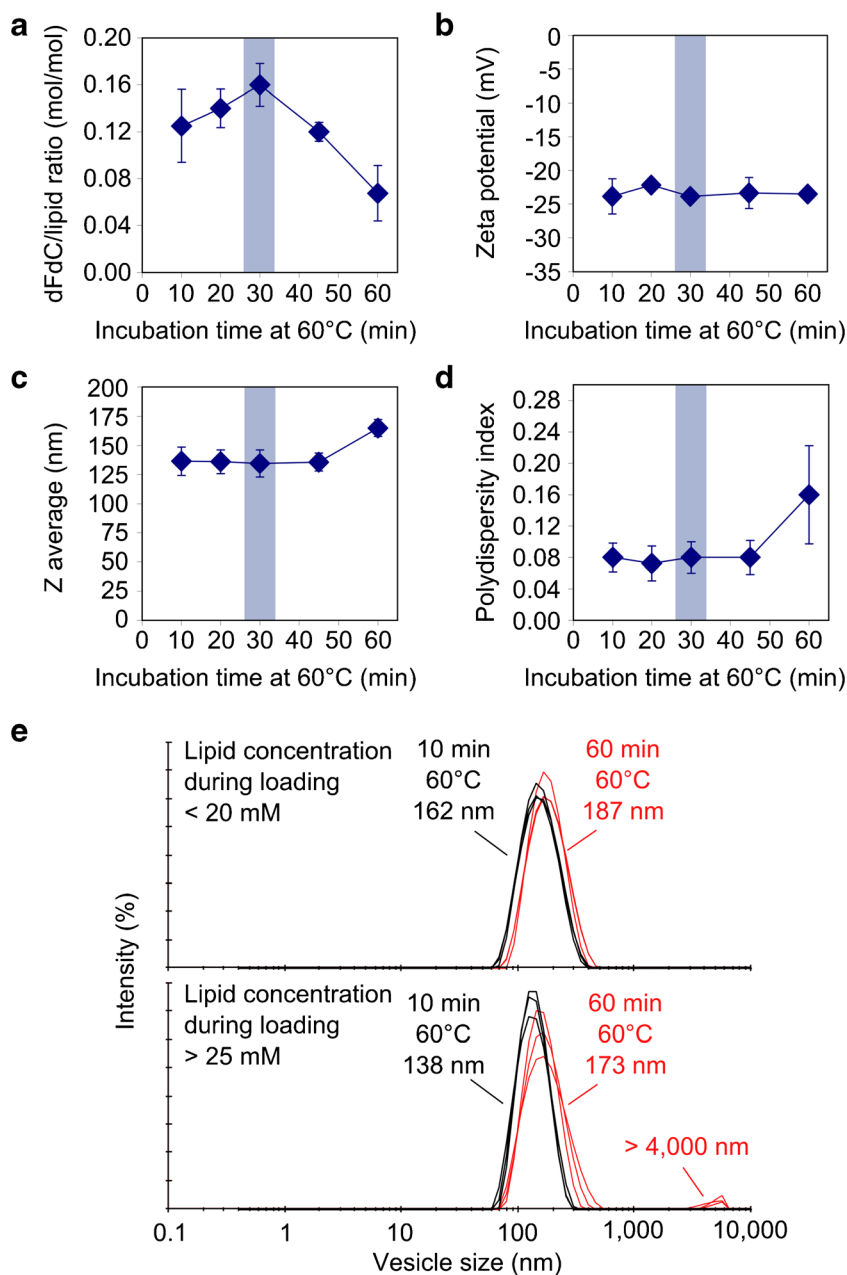 a
dFdC/lipid ratio (mol/mol)
0.20
0.16
0.12
0.08
0.04
0.00
0 10 20 30 40 50 60
Incubation time at 60°C (min)
b
Zeta potential (mV)
0
-5
-10
-15
-20
-25
-30
-35
0 10 20 30 40 50 60
Incubation time at 60°C (min)
c
Z average (nm)
200
175
150
125
100
75
50
25
0
0 10 20 30 40 50 60
Incubation time at 60°C (min)
d
Polydispersity index
0.28
0.24
0.20
0.16
0.12
0.08
0.04
0.00
0 10 20 30 40 50 60
Incubation time at 60°C (min)
e
Intensity (%)
Lipid concentration
during loading
< 20 mM
10 min
60°C
162 nm
60 min
60°C
187 nm
Lipid concentration
during loading
> 25 mM
10 min
60°C
138 nm
60 min
60°C
173 nm
> 4,000 nm
0.1 1 10 100 1,000 10,000
Vesicle size (nm)